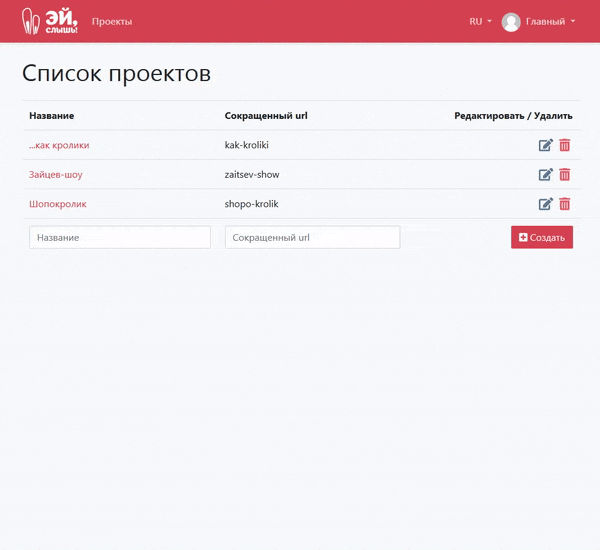 ЭЙ,
СЛЫШЬ!
Проекты
RU
Главный
Список проектов
Название Сокращенный url Редактировать / Удалить
...как кролики kak-kroliki
Зайцев-шоу zaitsev-show
Шопокролик shopo-krolik
Название Сокращенный url Создать